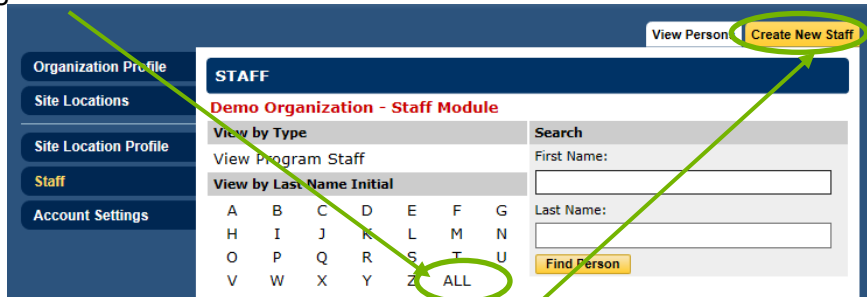 View Persons Create New Staff
Organization Profile
Site Locations
Site Location Profile
Staff
Account Settings
STAFF
Demo Organization - Staff Module
View by Type
View Program Staff
View by Last Name Initial
A B C D E F G
H I J K L M N
O P Q R S T U
V W X Y Z ALL
Search
First Name:
Last Name:
Find Person